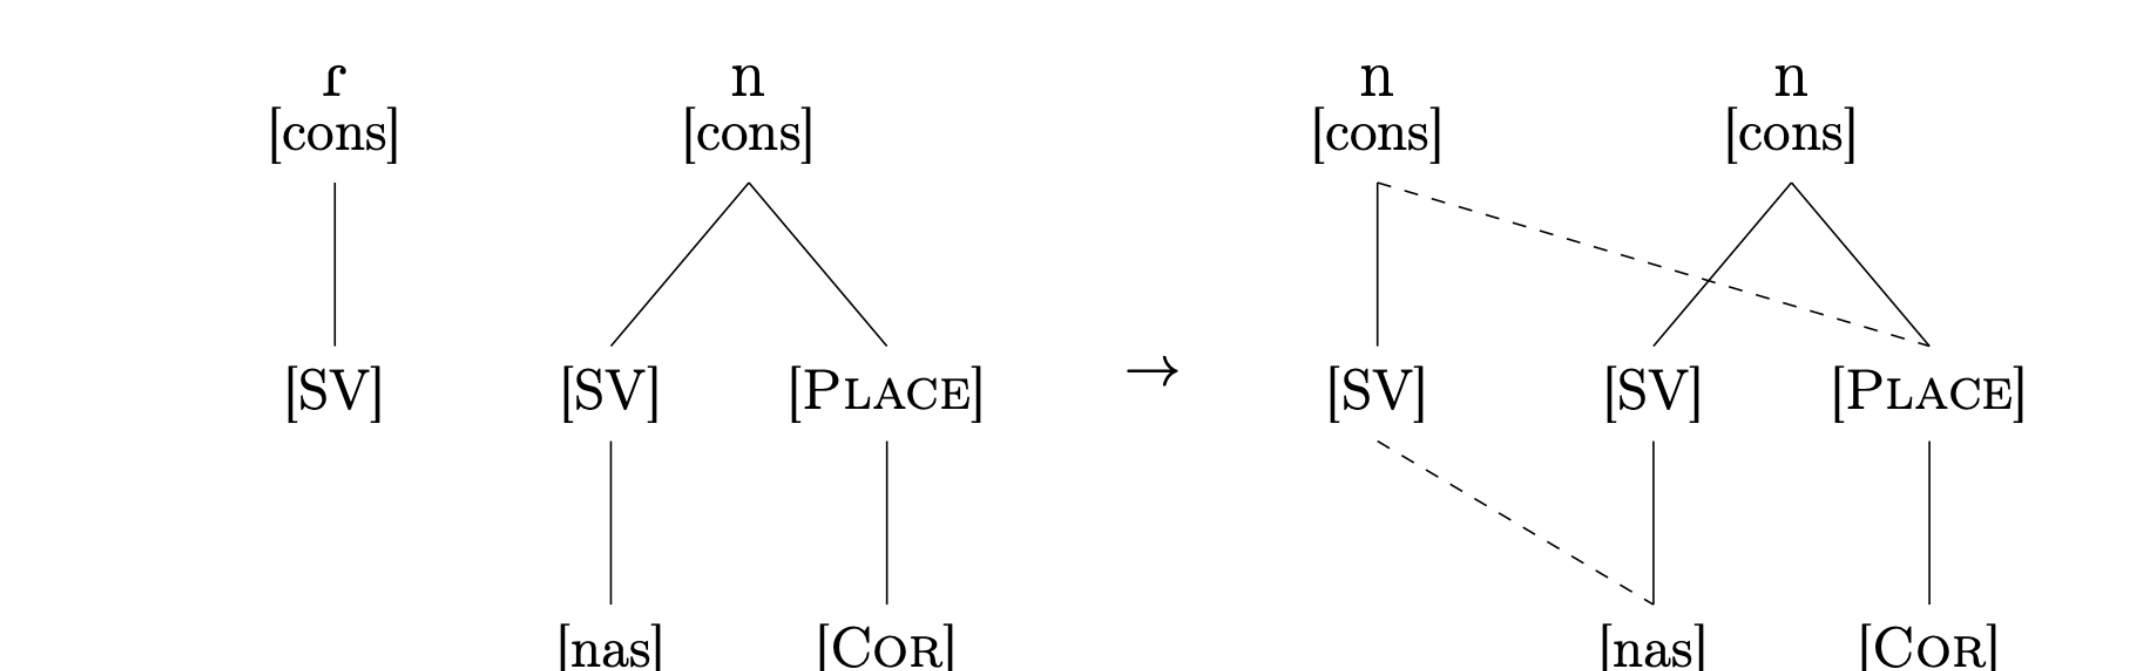 ɾ n n n
[cons] [cons] [cons] [cons]
[SV] [SV] [PLACE] → [SV] [SV] [PLACE]
[nas] [COR] [nas] [COR]